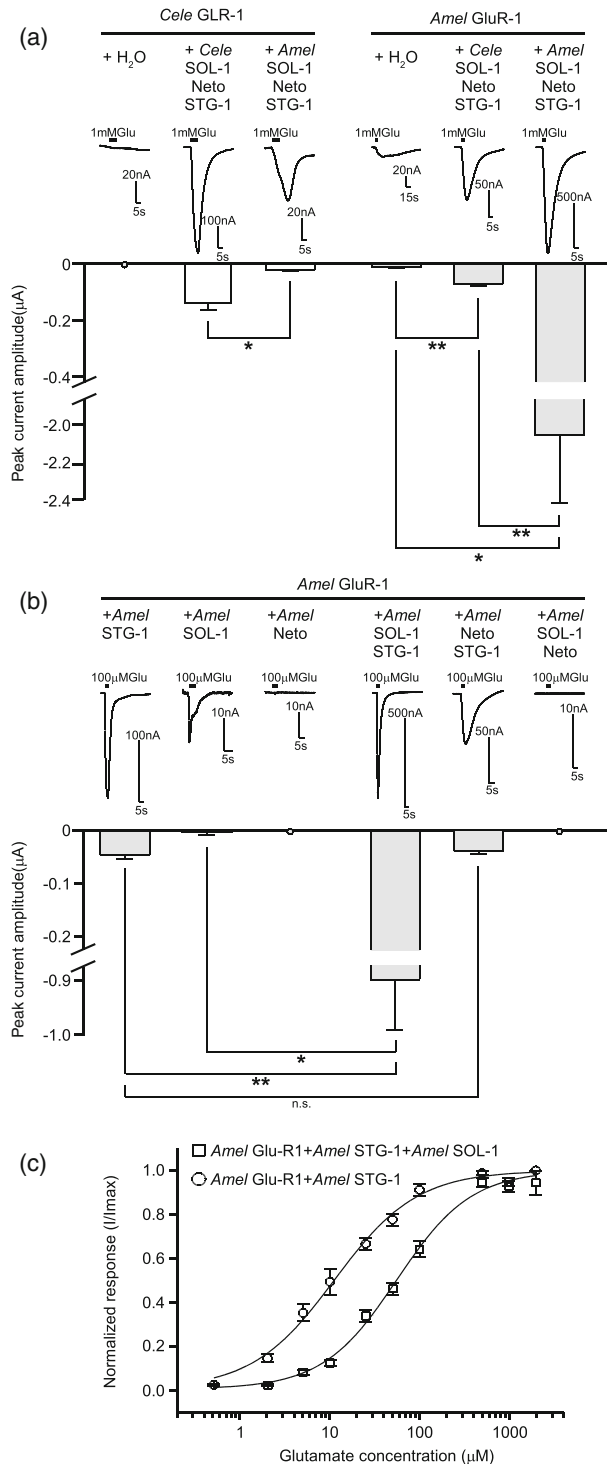 (a)
Cele GLR-1
Amel GluR-1
+ H2O
+ Cele
SOL-1
Neto
STG-1
+ Amel
SOL-1
Neto
STG-1
+ H2O
+ Cele
SOL-1
Neto
STG-1
+ Amel
SOL-1
Neto
STG-1
1mMGlu
1mMGlu
1mMGlu
1mMGlu
1mMGlu
1mMGlu
20nA
5s
100nA
5s
20nA
5s
20nA
15s
50nA
5s
500nA
5s
Peak current amplitude(μA)
0
-0.2
-0.4
-2.0
-2.2
-2.4
*
**
**
*
(b)
Amel GluR-1
+Amel
STG-1
+Amel
SOL-1
+Amel
Neto
+Amel
SOL-1
STG-1
+Amel
Neto
STG-1
+Amel
SOL-1
Neto
100μMGlu
100μMGlu
100μMGlu
100μMGlu
100μMGlu
100μMGlu
100nA
5s
10nA
5s
10nA
5s
500nA
5s
50nA
5s
10nA
5s
Peak current amplitude(μA)
0
-0.1
-0.2
-0.9
-1.0
*
**
n.s.
(c)
Amel Glu-R1+Amel STG-1+Amel SOL-1
Amel Glu-R1+Amel STG-1
Normalized response (I/Imax)
1.0
0.8
0.6
0.4
0.2
0.0
1
10
100
1000
Glutamate concentration (μM)